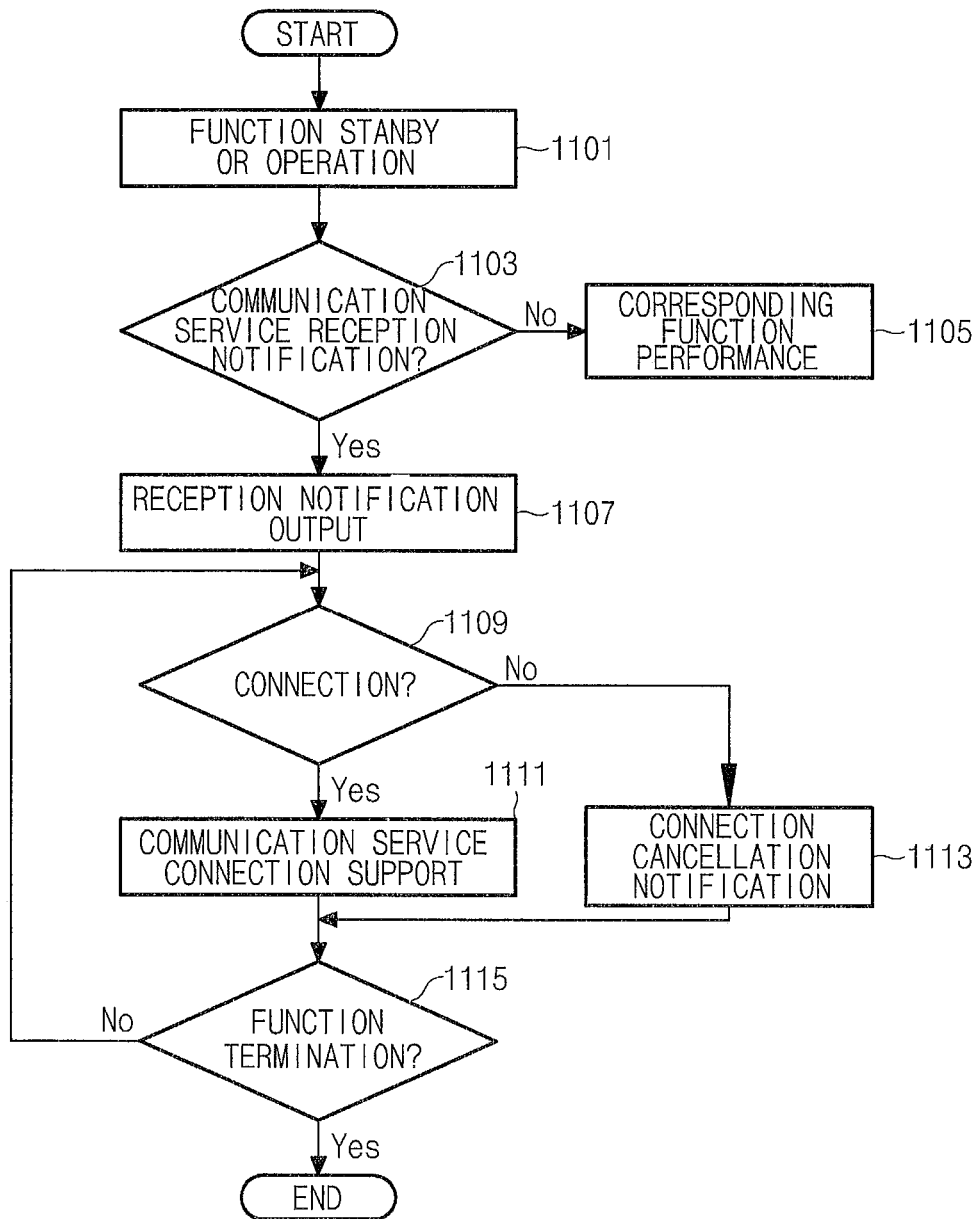 START
FUNCTION STANBY
OR OPERATION
1101
1103
COMMUNICATION
SERVICE RECEPTION
NOTIFICATION?
No
CORRESPONDING
FUNCTION
PERFORMANCE
1105
Yes
RECEPTION NOTIFICATION
OUTPUT
1107
1109
CONNECTION?
No
Yes
1111
COMMUNICATION SERVICE
CONNECTION SUPPORT
CONNECTION
CANCELLATION
NOTIFICATION
1113
1115
No
FUNCTION
TERMINATION?
Yes
END